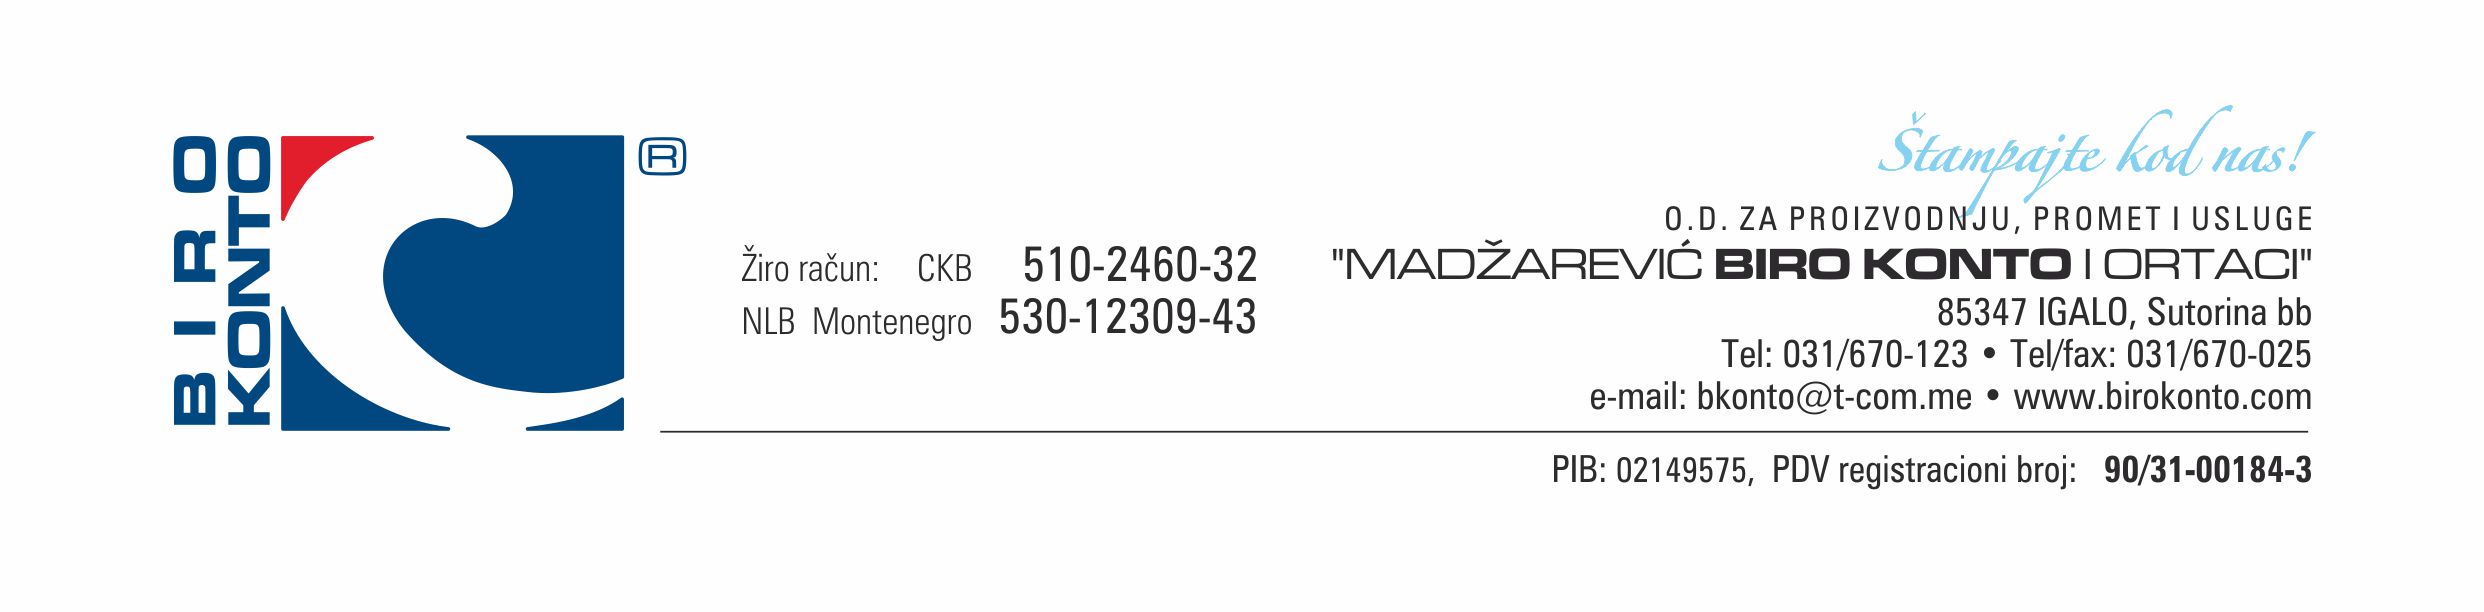 BIRO
KONTO
®
Žiro račun: CKB 510-2460-32
NLB Montenegro 530-12309-43
Štampajte kod nas!
O.D. ZA PROIZVODNJU, PROMET I USLUGE
"MADŽAREVIĆ BIRO KONTO I ORTACI"
85347 IGALO, Sutorina bb
Tel: 031/670-123 • Tel/fax: 031/670-025
e-mail: bkonto@t-com.me • www.birokonto.com
PIB: 02149575, PDV registracioni broj: 90/31-00184-3